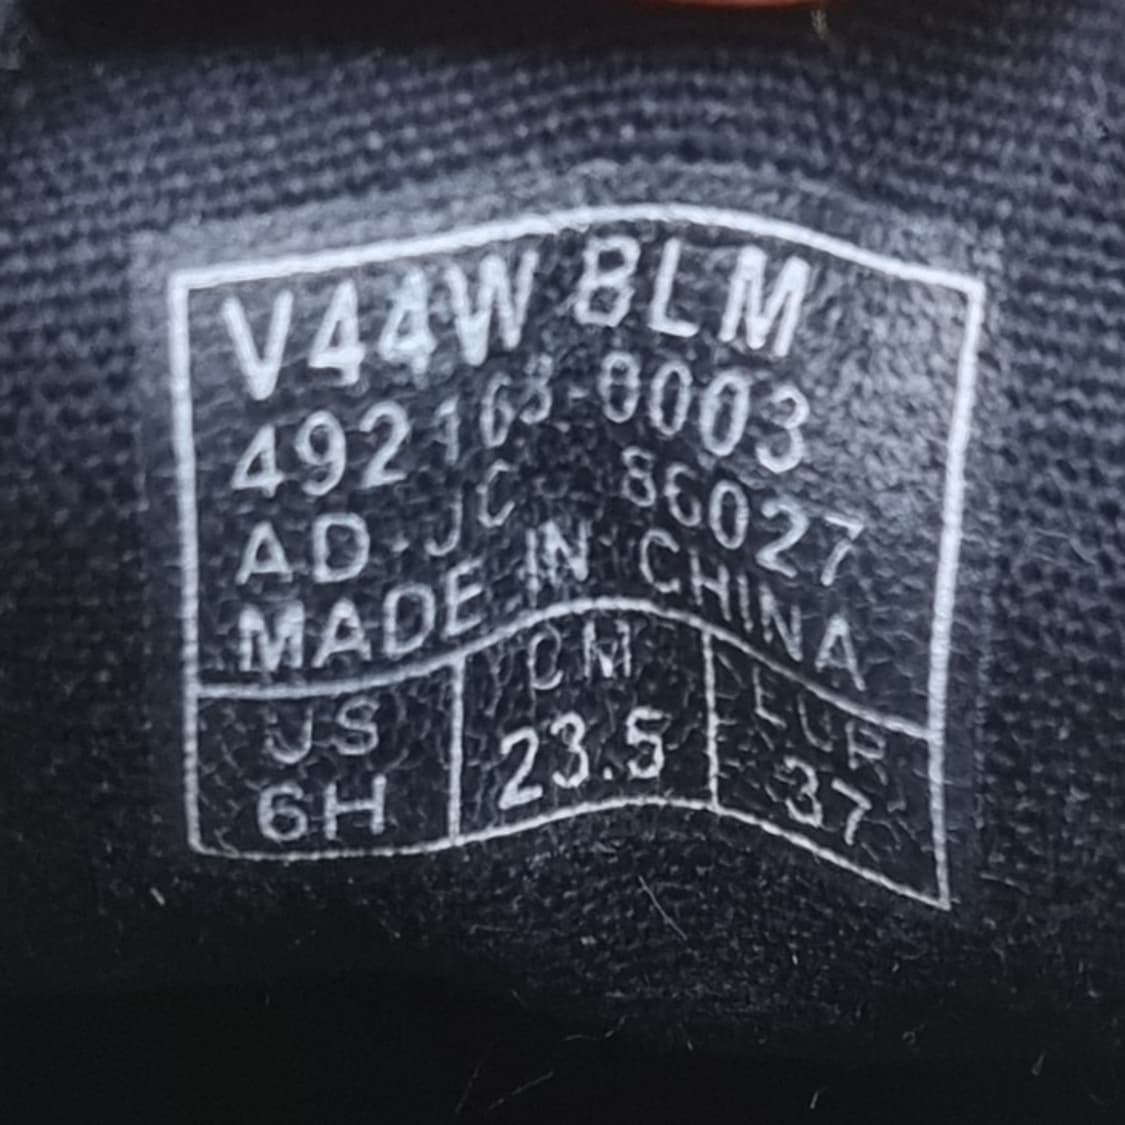 V44W BLM
492163-0003
AD-JC 86027
MADE IN CHINA
US CM EUR
6H 23.5 37